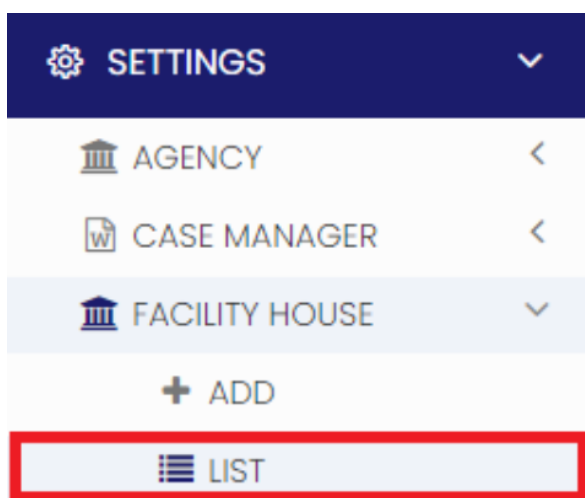 SETTINGS
AGENCY
CASE MANAGER
FACILITY HOUSE
ADD
LIST